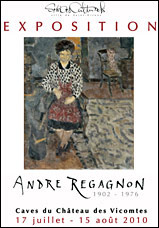 EXPOSITION
ANDRE REGAGNON
1902 - 1976
Caves du Château des Vicomtes
17 juillet - 15 août 2010